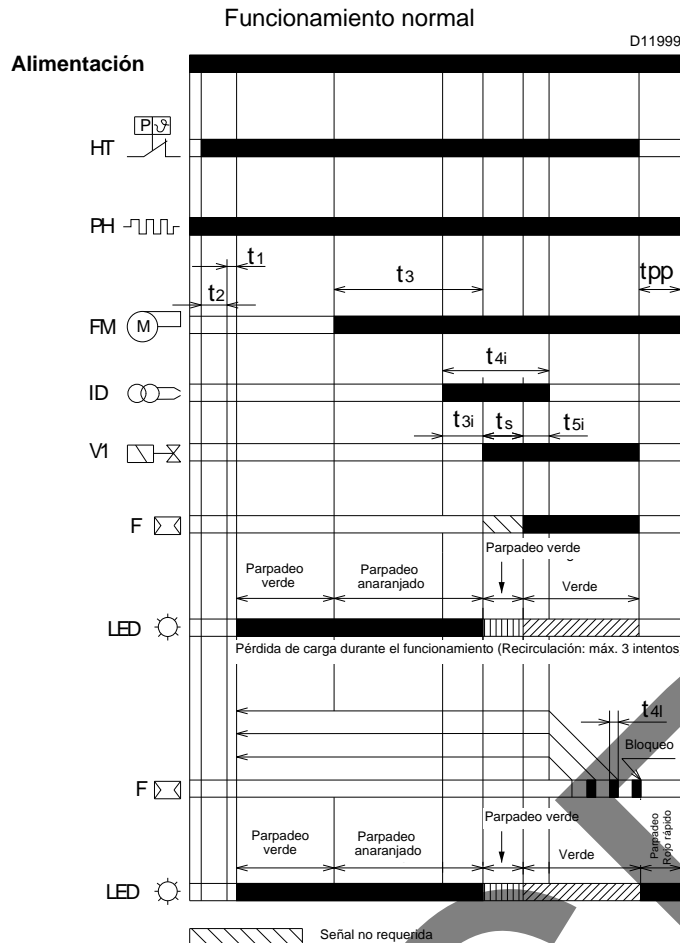 Funcionamiento normal
D11999
Alimentación
P ϑ
HT
PH
t1
t2
t3
tpp
FM M
t4i
ID
t3i ts t5i
V1
F
Parpadeo verde
Parpadeo verde
Parpadeo anaranjado
Verde
LED
Pérdida de carga durante el funcionamiento (Recirculación: máx. 3 intentos
t4l
Bloqueo
F
Parpadeo verde
Parpadeo verde
Parpadeo anaranjado
Verde
Parpadeo Rojo rápido
LED
Señal no requerida